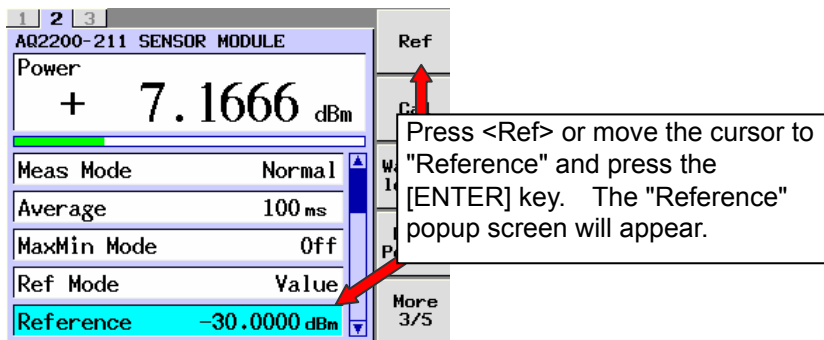 1 2 3
AQ2200-211 SENSOR MODULE
Power
+ 7.1666 dBm
Meas Mode Normal
Average 100 ms
MaxMin Mode Off
Ref Mode Value
Reference -30.0000 dBm
Ref
More
3/5
Press <Ref> or move the cursor to
"Reference" and press the
[ENTER] key. The "Reference"
popup screen will appear.